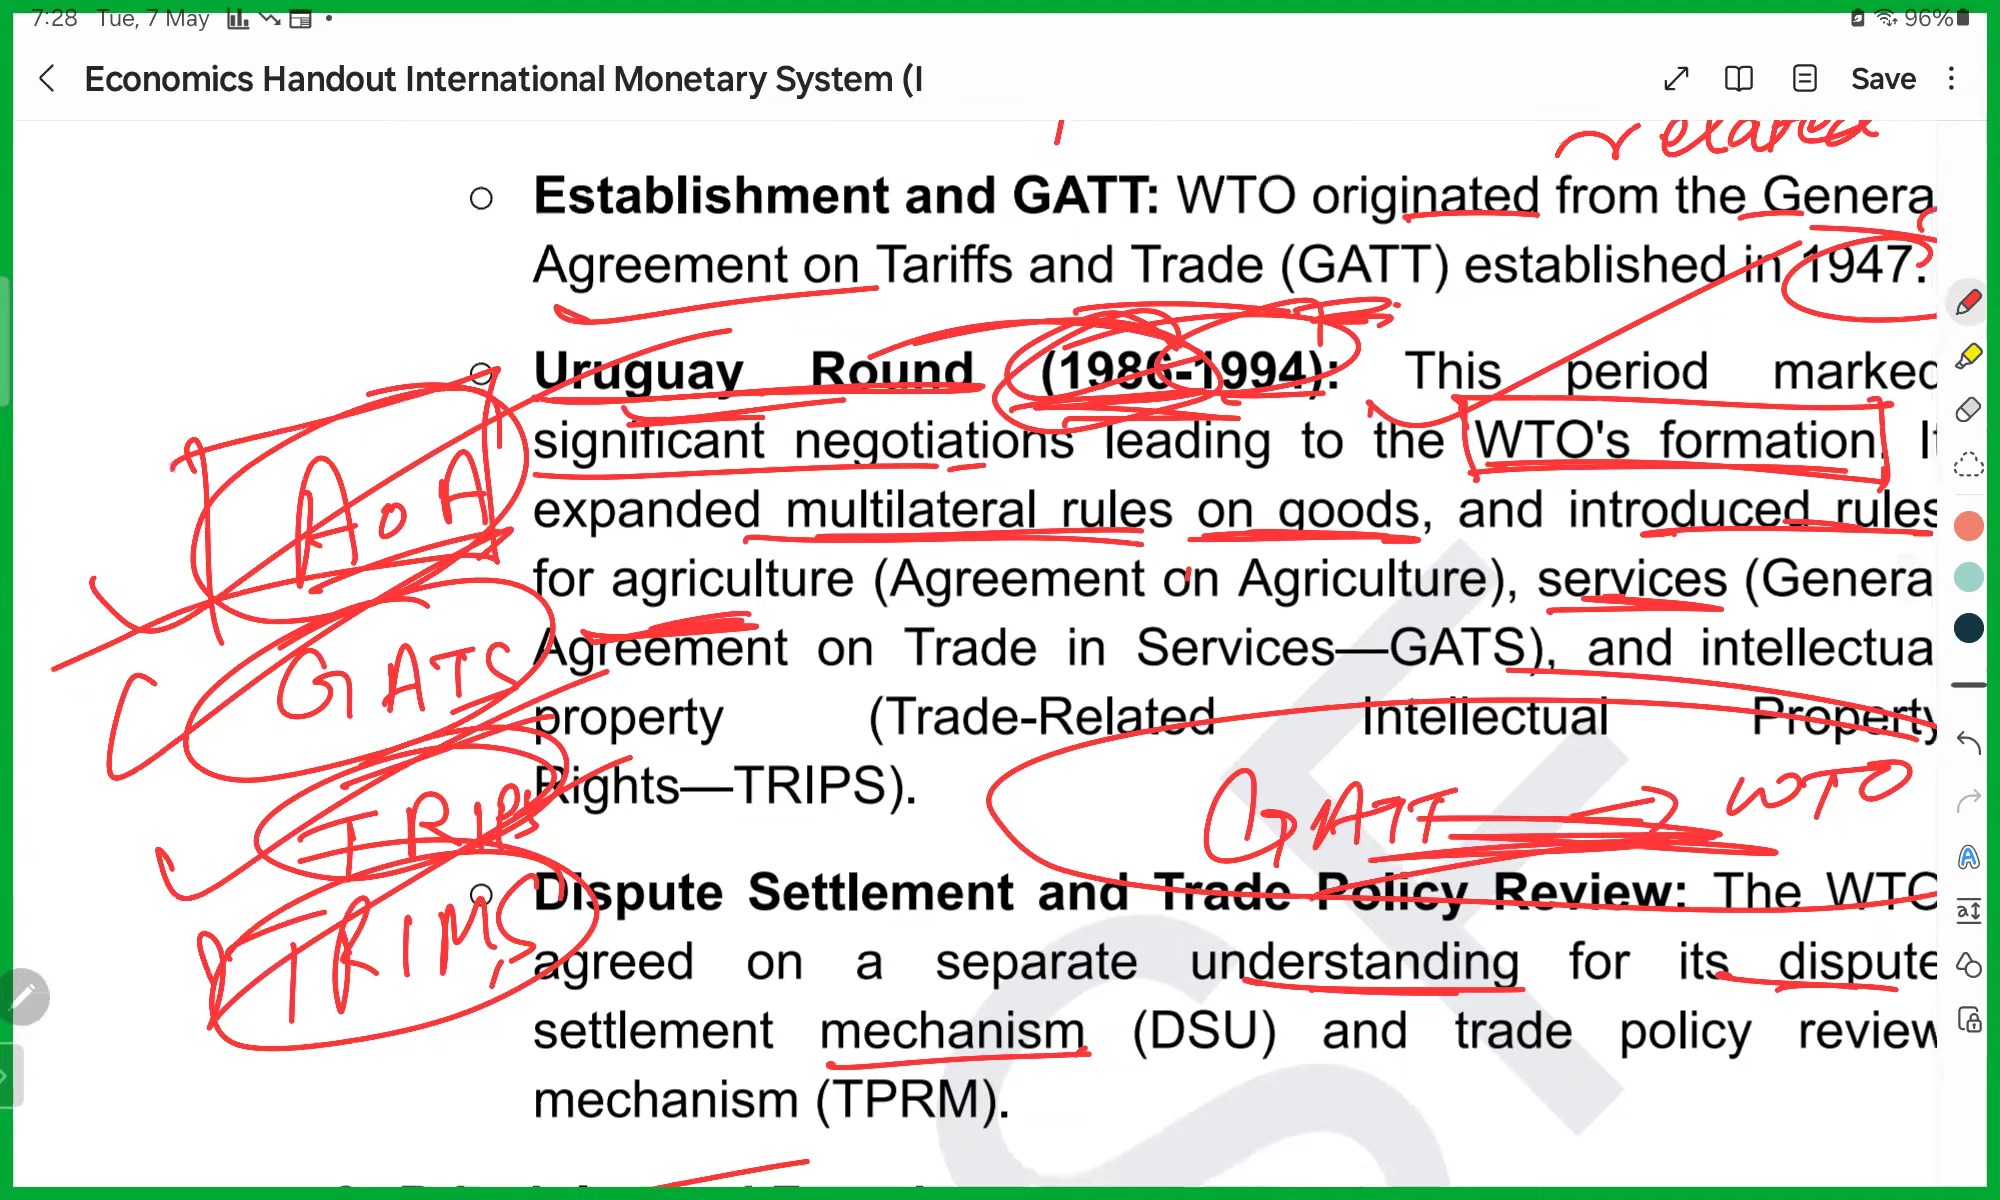 7:28 Tue, 7 May 96%
Economics Handout International Monetary System (I
Save
related
Establishment and GATT: WTO originated from the Genera
Agreement on Tariffs and Trade (GATT) established in 1947.
Uruguay Round (1986-1994): This period marked
significant negotiations leading to the WTO's formation. It
expanded multilateral rules on goods, and introduced rules
AoA
for agriculture (Agreement on Agriculture), services (Genera
Agreement on Trade in Services—GATS), and intellectua
GATS
property (Trade-Related Intellectual Property
Rights—TRIPS).
TRIPS
GATT WTO
Dispute Settlement and Trade Policy Review: The WTO
TRIMS
agreed on a separate understanding for its dispute
settlement mechanism (DSU) and trade policy review
mechanism (TPRM).